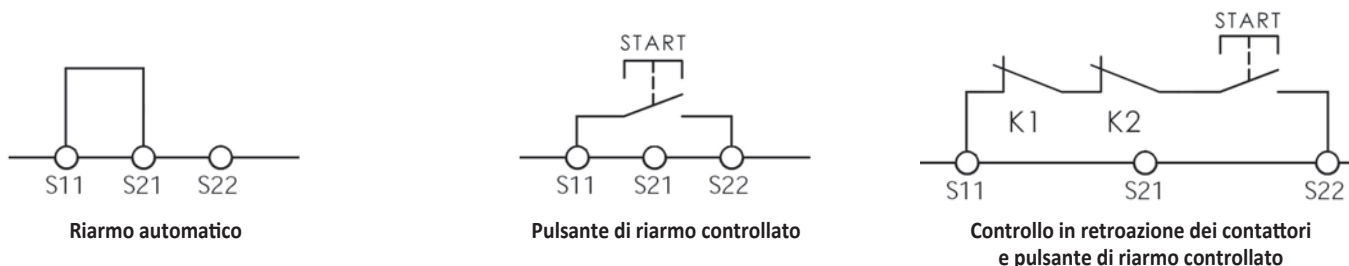 START
S11 S21 S22
Riarmo automatico
START
S11 S21 S22
Pulsante di riarmo controllato
K1 K2
S11 S21 S22
Controllo in retroazione dei contattori
e pulsante di riarmo controllato